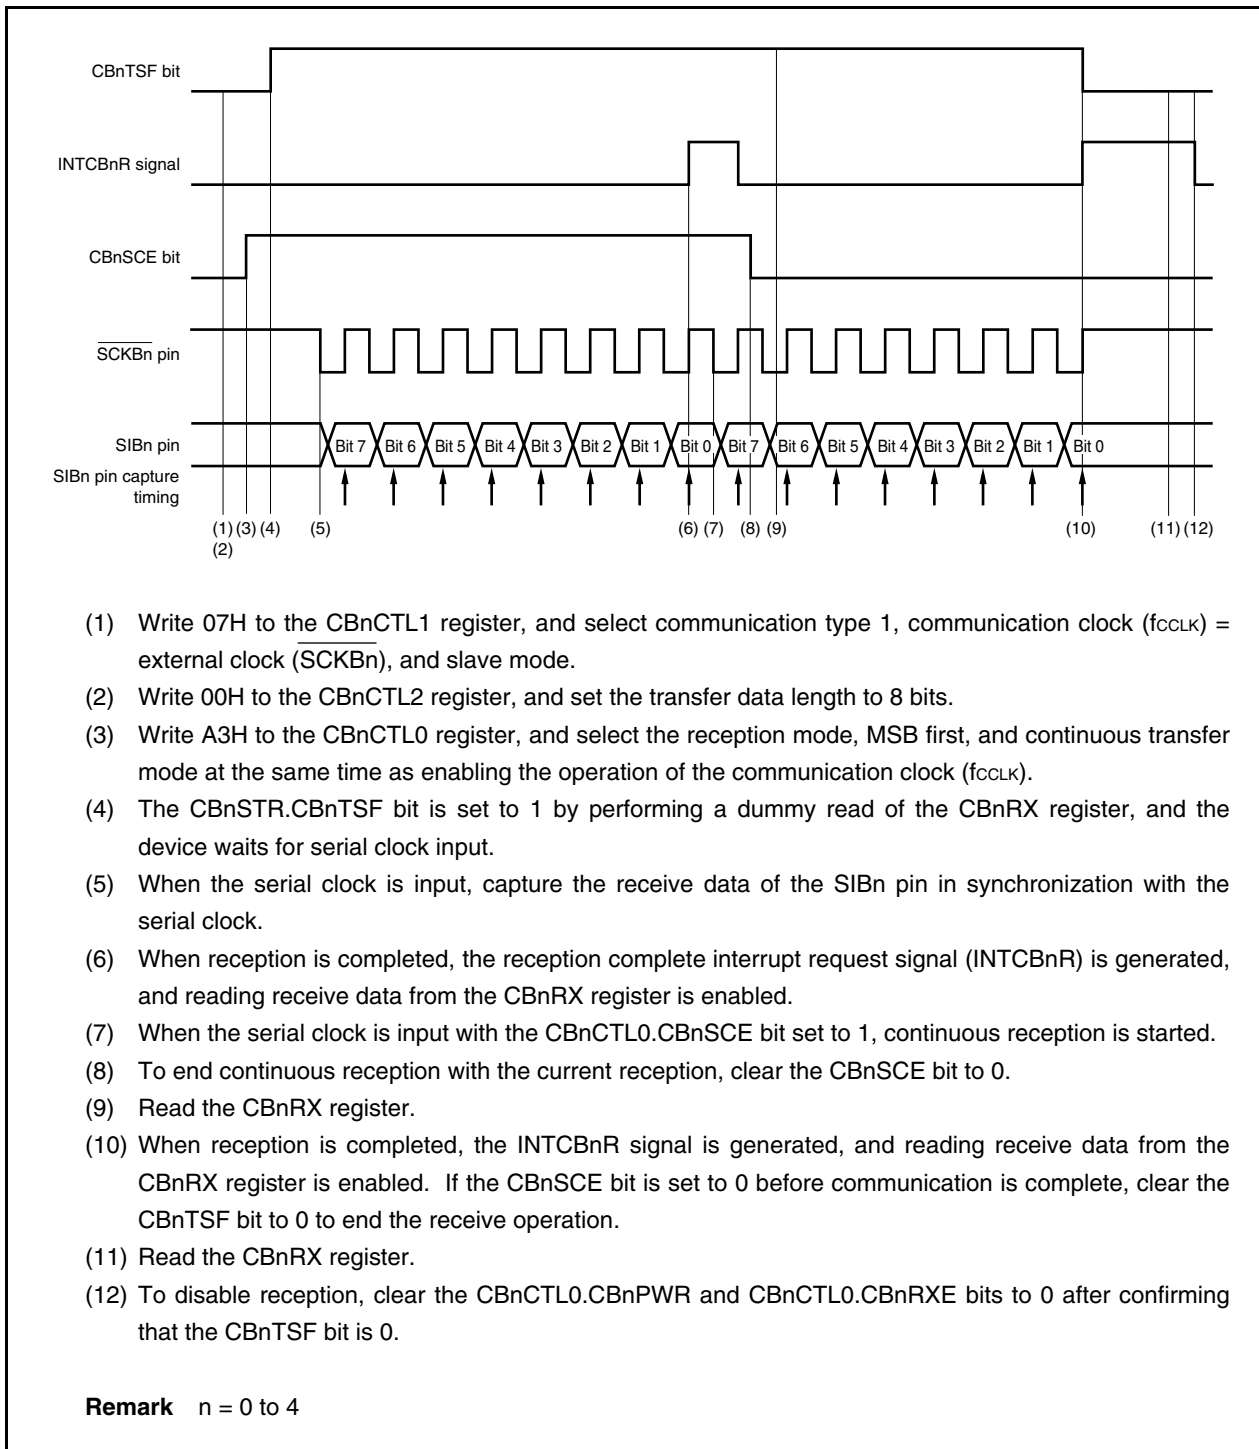 CBnTSF bit
INTCBnR signal
CBnSCE bit
SCKBn pin
SIBn pin
Bit 7 Bit 6 Bit 5 Bit 4 Bit 3 Bit 2 Bit 1 Bit 0 Bit 7 Bit 6 Bit 5 Bit 4 Bit 3 Bit 2 Bit 1 Bit 0
SIBn pin capture
timing
(1) (3) (4) (5) (6) (7) (8) (9) (10) (11) (12)
(2)
(1) Write 07H to the CBnCTL1 register, and select communication type 1, communication clock (fCCLK) =
external clock (SCKBn), and slave mode.
(2) Write 00H to the CBnCTL2 register, and set the transfer data length to 8 bits.
(3) Write A3H to the CBnCTL0 register, and select the reception mode, MSB first, and continuous transfer
mode at the same time as enabling the operation of the communication clock (fCCLK).
(4) The CBnSTR.CBnTSF bit is set to 1 by performing a dummy read of the CBnRX register, and the
device waits for serial clock input.
(5) When the serial clock is input, capture the receive data of the SIBn pin in synchronization with the
serial clock.
(6) When reception is completed, the reception complete interrupt request signal (INTCBnR) is generated,
and reading receive data from the CBnRX register is enabled.
(7) When the serial clock is input with the CBnCTL0.CBnSCE bit set to 1, continuous reception is started.
(8) To end continuous reception with the current reception, clear the CBnSCE bit to 0.
(9) Read the CBnRX register.
(10) When reception is completed, the INTCBnR signal is generated, and reading receive data from the
CBnRX register is enabled. If the CBnSCE bit is set to 0 before communication is complete, clear the
CBnTSF bit to 0 to end the receive operation.
(11) Read the CBnRX register.
(12) To disable reception, clear the CBnCTL0.CBnPWR and CBnCTL0.CBnRXE bits to 0 after confirming
that the CBnTSF bit is 0.
Remark n = 0 to 4